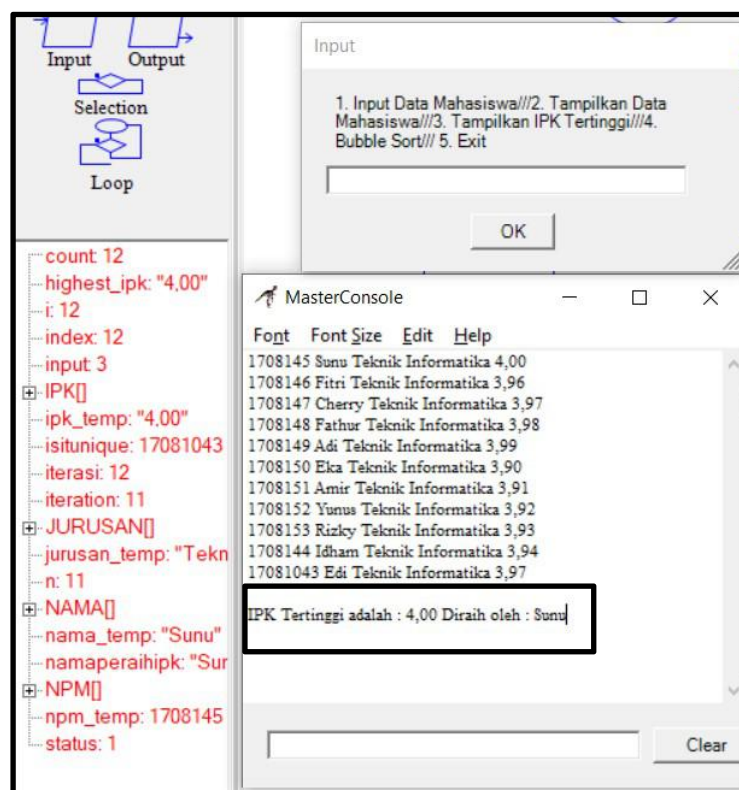 Input Output
Selection
Loop
count: 12
highest_ipk: "4,00"
i: 12
index: 12
input: 3
IPK[]
ipk_temp: "4,00"
isitunique: 17081043
iterasi: 12
iteration: 11
JURUSAN[]
jurusan_temp: "Tekn
n: 11
NAMA[]
nama_temp: "Sunu"
namaperaihipk: "Sur
NPM[]
npm_temp: 1708145
status: 1
Input
1. Input Data Mahasiswa///2. Tampilkan Data
Mahasiswa///3. Tampilkan IPK Tertinggi///4.
Bubble Sort/// 5. Exit
OK
MasterConsole
Font Font Size Edit Help
1708145 Sunu Teknik Informatika 4,00
1708146 Fitri Teknik Informatika 3,96
1708147 Cherry Teknik Informatika 3,97
1708148 Fathur Teknik Informatika 3,98
1708149 Adi Teknik Informatika 3,99
1708150 Eka Teknik Informatika 3,90
1708151 Amir Teknik Informatika 3,91
1708152 Yunus Teknik Informatika 3,92
1708153 Rizky Teknik Informatika 3,93
1708144 Idham Teknik Informatika 3,94
17081043 Edi Teknik Informatika 3,97
IPK Tertinggi adalah : 4,00 Diraih oleh : Sunu
Clear